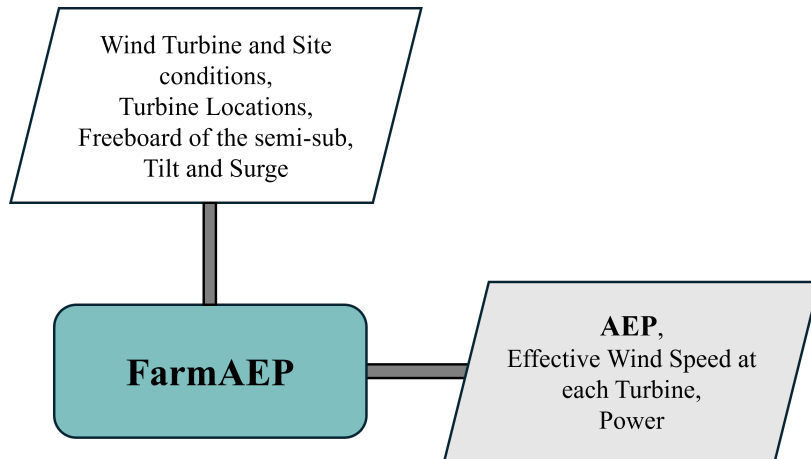 Wind Turbine and Site
conditions,
Turbine Locations,
Freeboard of the semi-sub,
Tilt and Surge
FarmAEP
AEP,
Effective Wind Speed at
each Turbine,
Power